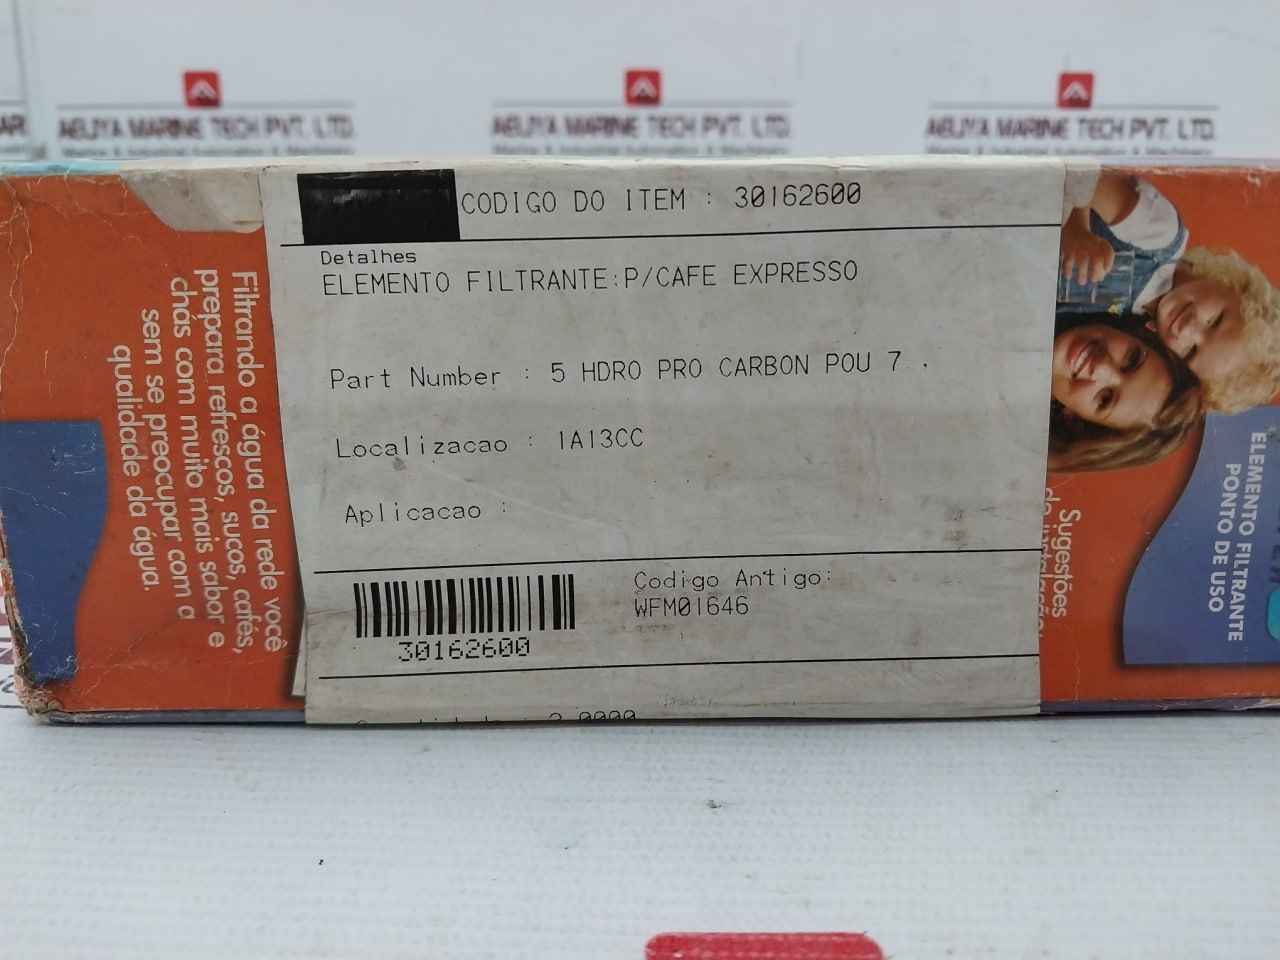 AELIYA MARINE TECH PVT. LTD.
AELIYA MARINE TECH PVT. LTD.
AELIYA MARINE TECH PVT. LTD.
CODIGO DO ITEM : 30162600
Detalhes
ELEMENTO FILTRANTE:P/CAFE EXPRESSO
Part Number : 5 HDRO PRO CARBON POU 7 .
Localizacao : 1A13CC
Aplicacao :
30162600
Codigo Antigo:
WFM01646
Filtrando a água da rede você
prepara refrescos, sucos, cafés,
chás com muito mais sabor e
sem se preocupar com a
qualidade da água.
Sugestões
ELEMENTO FILTRANTE
PONTO DE USO